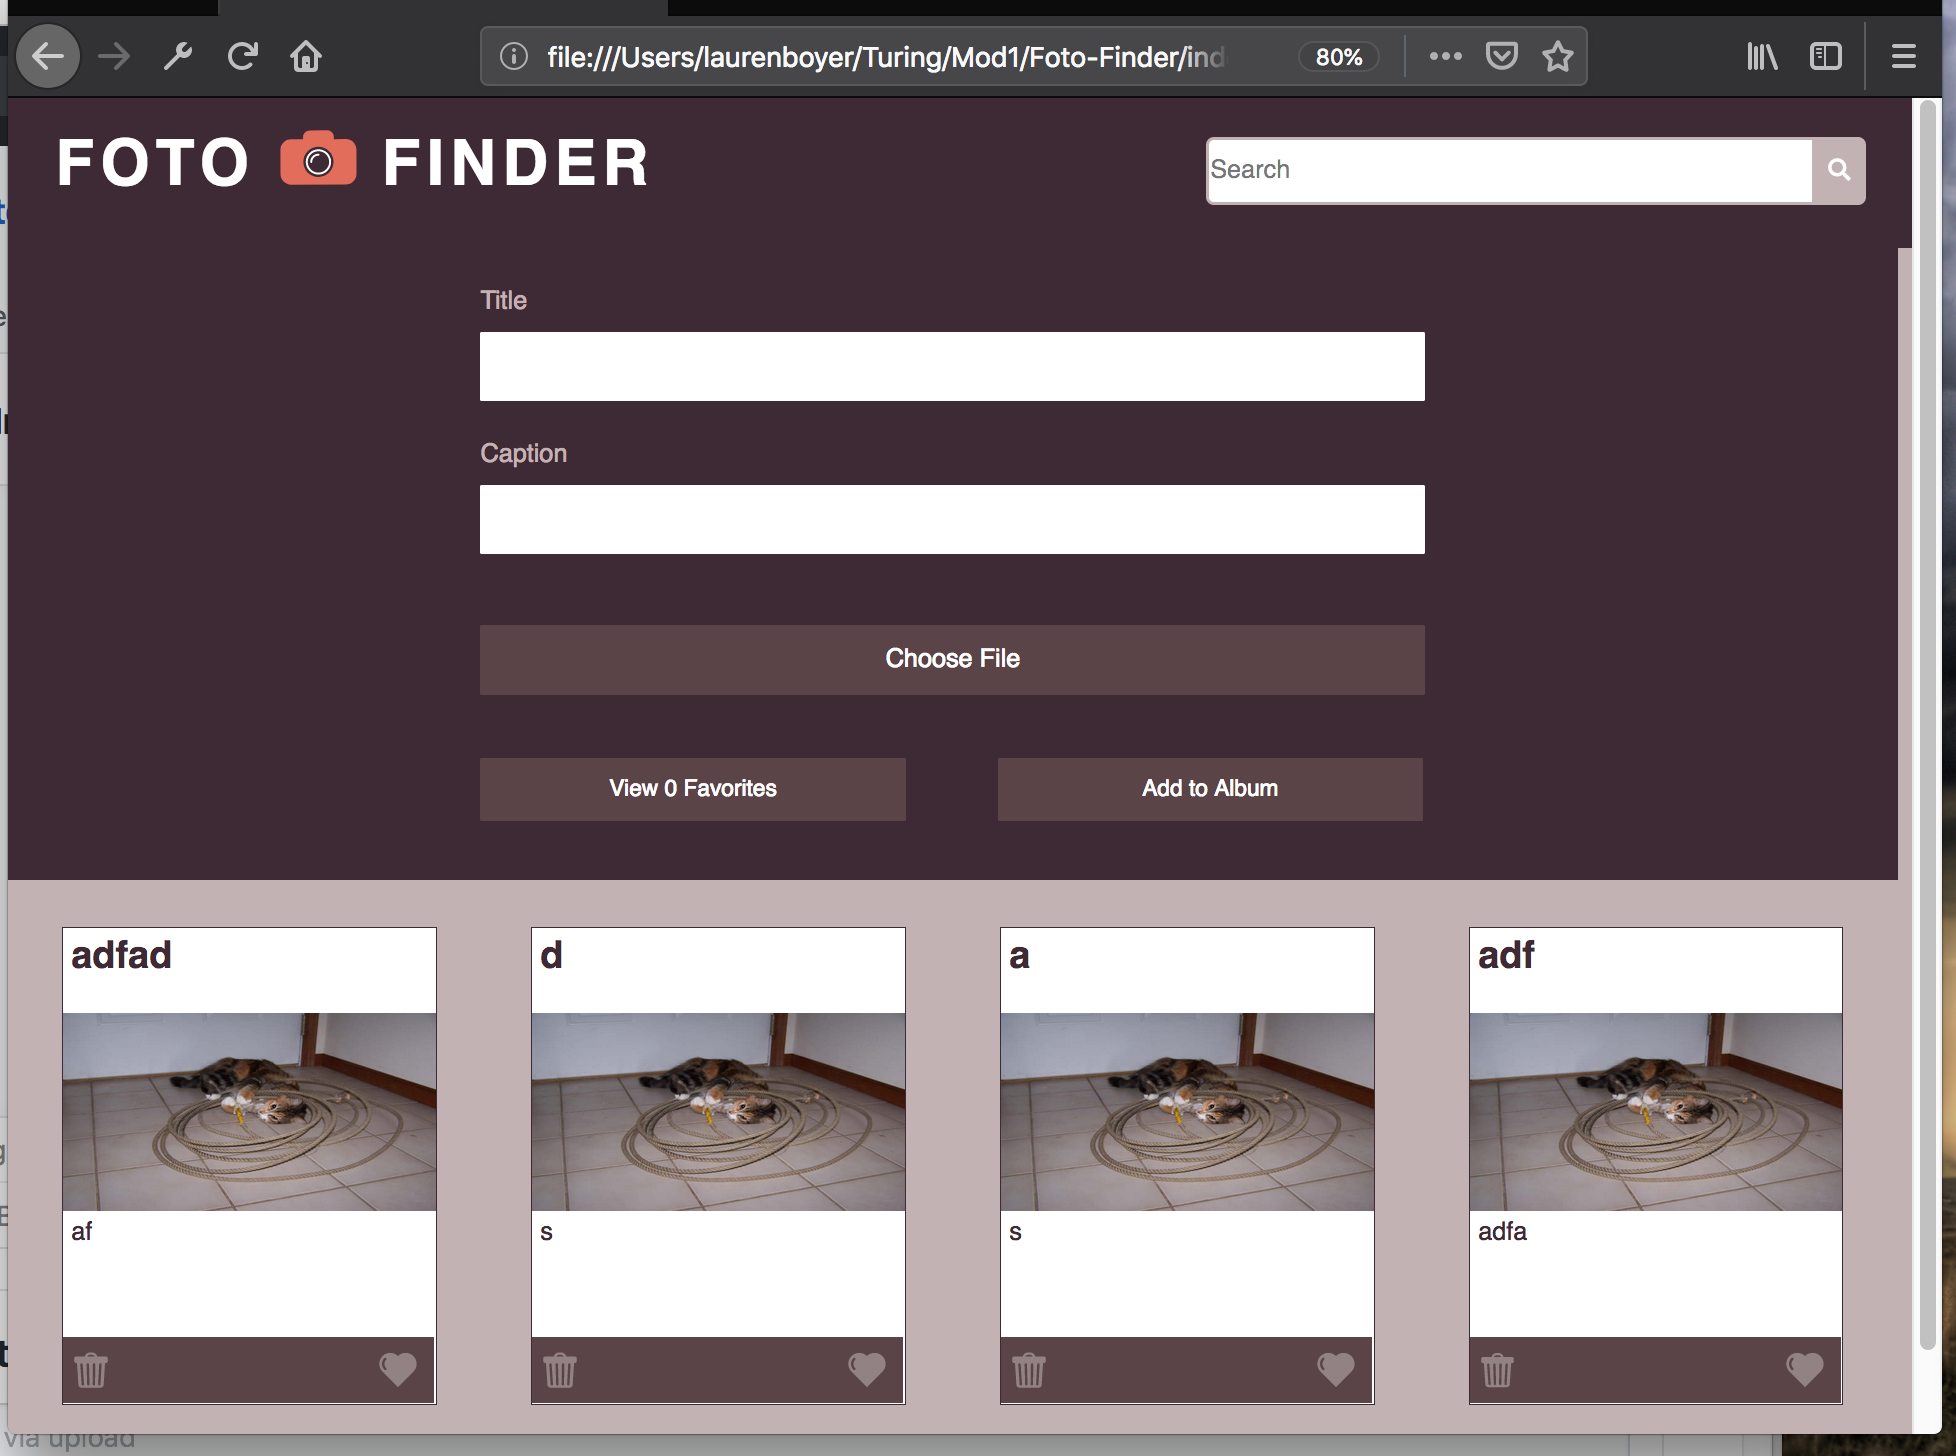 file:///Users/laurenboyer/Turing/Mod1/Foto-Finder/ind
80%
FOTO FINDER
Search
Title
Caption
Choose File
View 0 Favorites
Add to Album
adfad
d
a
adf
af
s
s
adfa
via upload